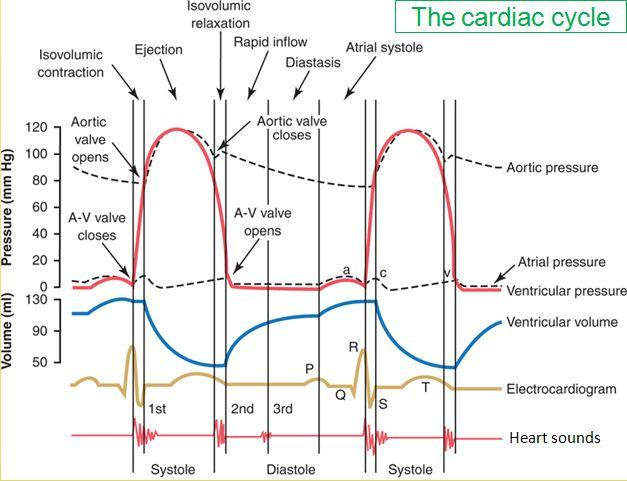 The cardiac cycle
Isovolumic
relaxation
Rapid inflow
Ejection
Atrial systole
Isovolumic
contraction
Diastasis
Aortic
valve
opens
Aortic valve
closes
A-V valve
closes
A-V valve
opens
Pressure (mm Hg)
120
100
80
60
40
20
0
Volume (ml)
130
90
50
a
c
v
Aortic pressure
Atrial pressure
Ventricular pressure
Ventricular volume
Electrocardiogram
Heart sounds
P
Q
R
S
T
1st
2nd
3rd
Systole
Diastole
Systole